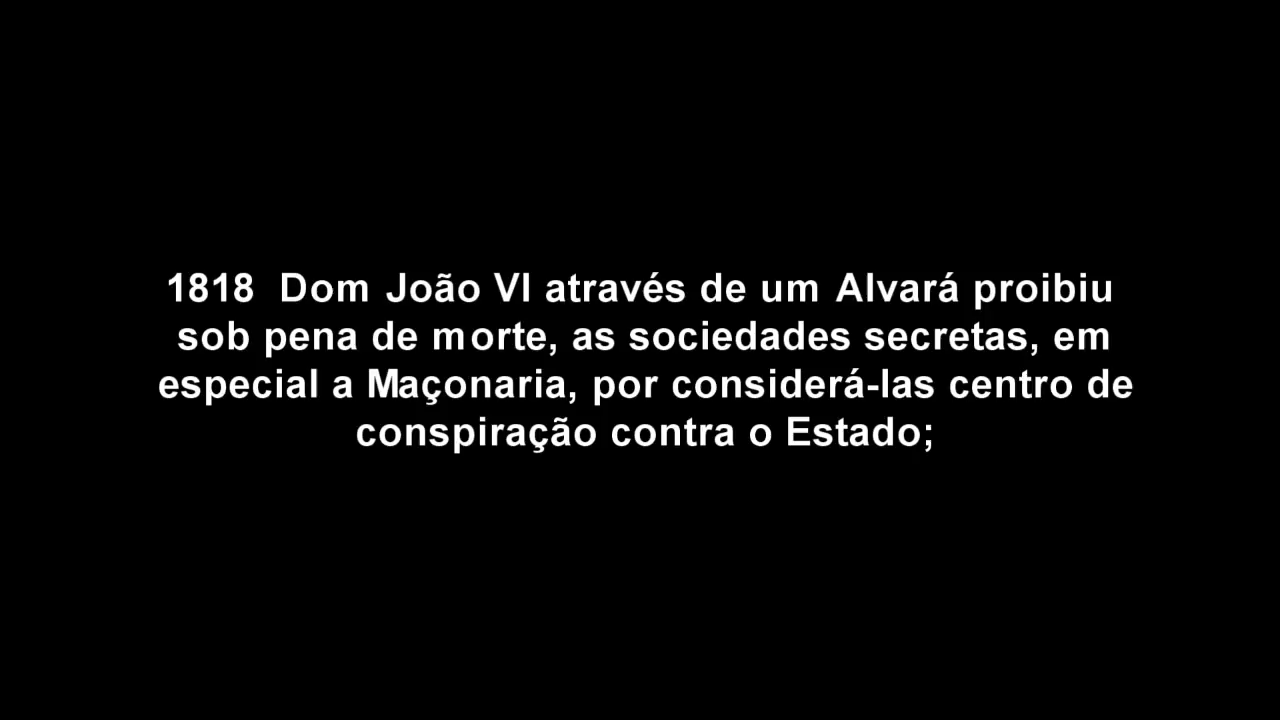 1818  Dom João VI através de um Alvará proibiu
sob pena de morte, as sociedades secretas, em
especial a Maçonaria, por considerá-las centro de
conspiração contra o Estado;